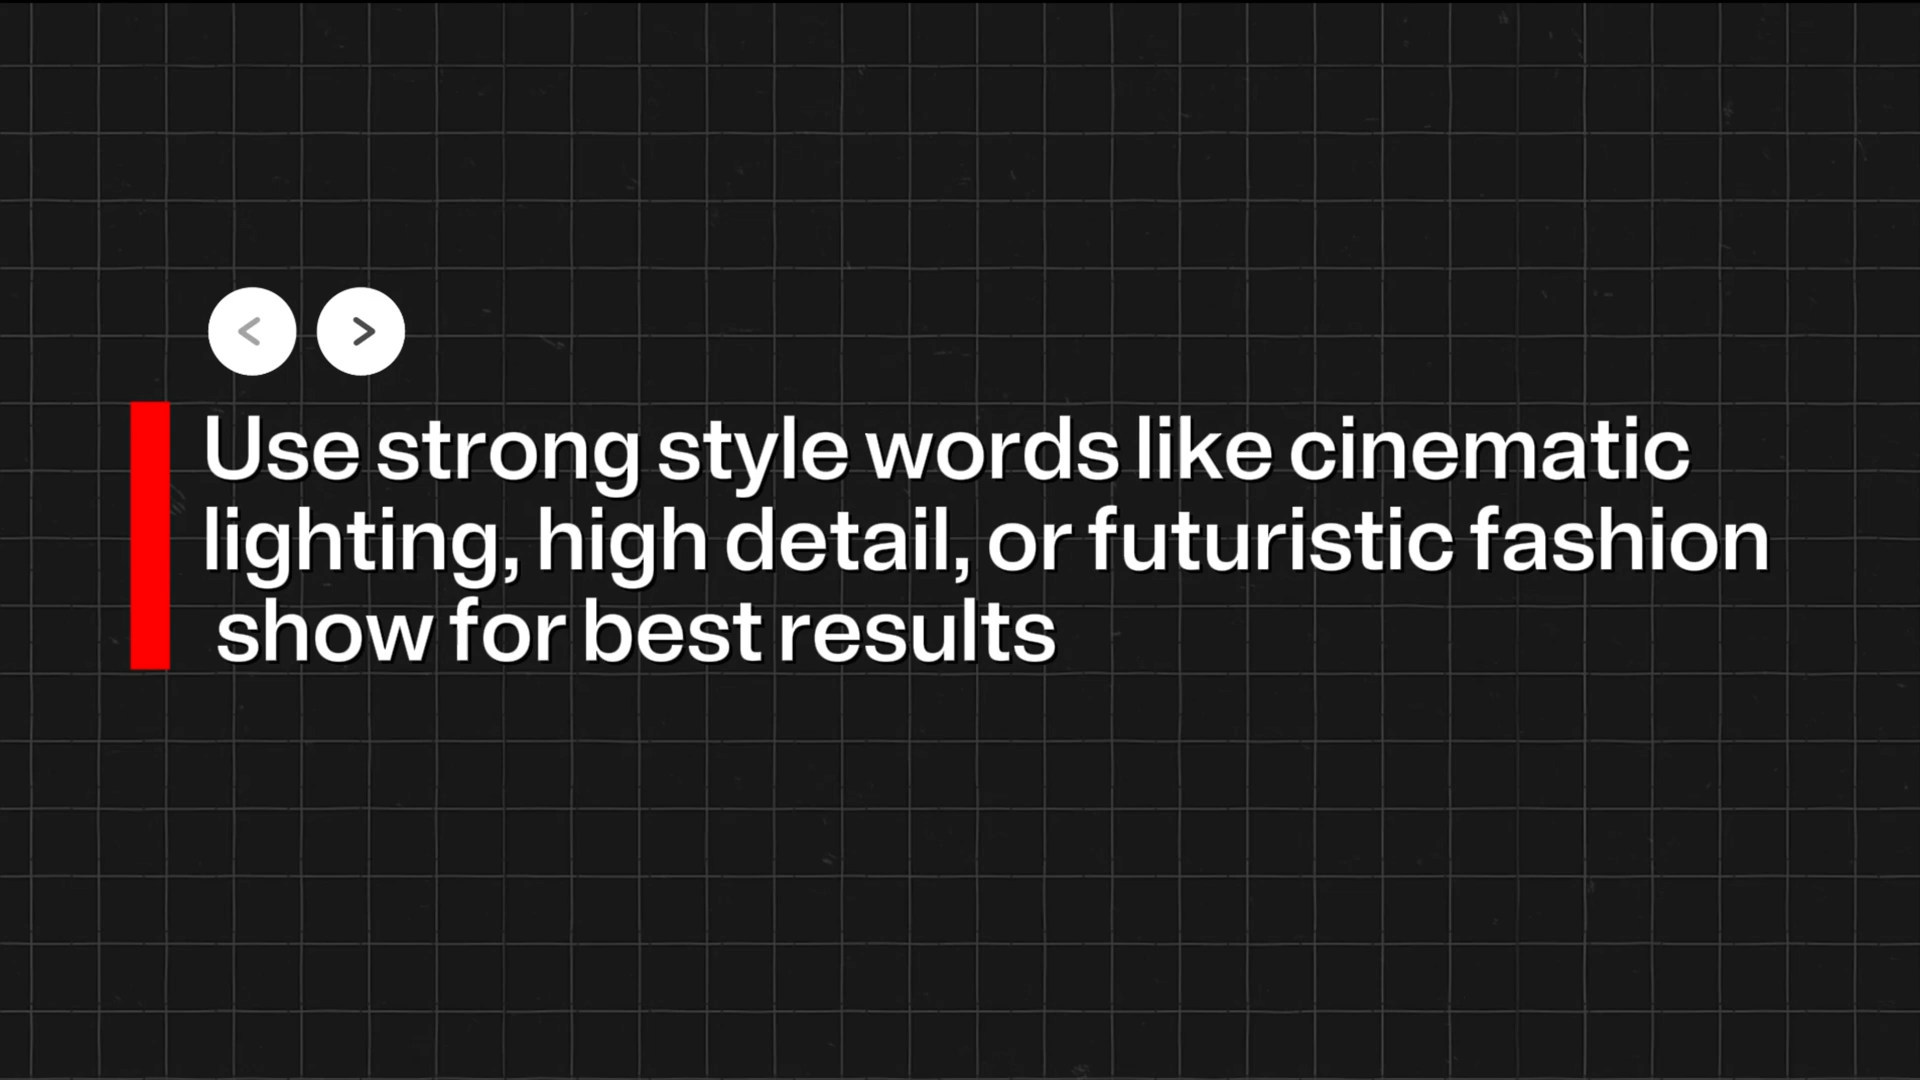 Use strong style words like cinematic
lighting, high detail, or futuristic fashion
show for best results